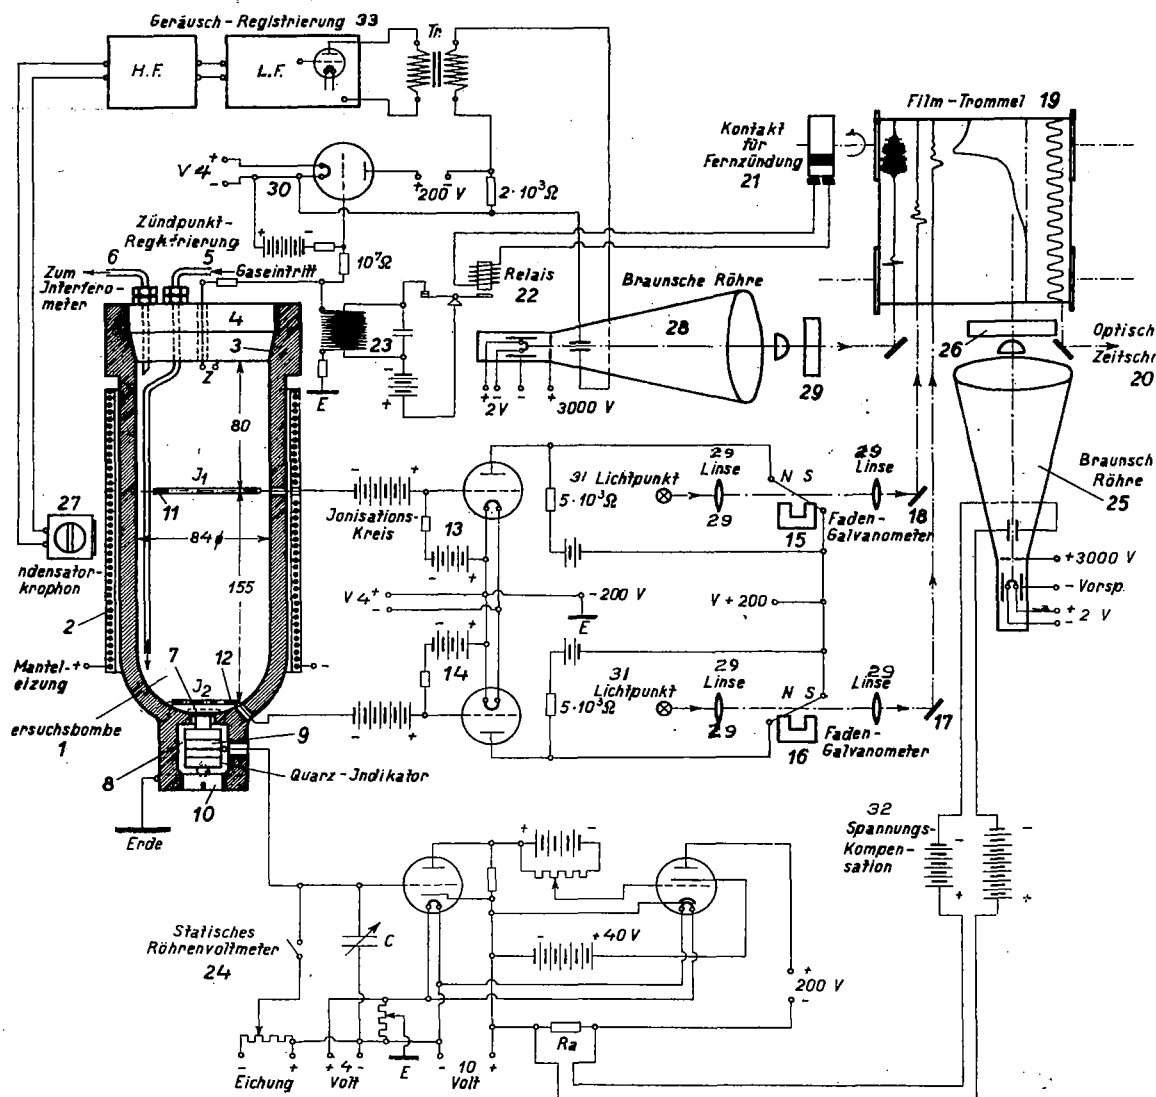 Geräusch-Registrierung 33
H.F.
L.F.
Tr.
Film-Trommel 19
Kontakt
für
Fernzündung
21
V 4 + -
30
+ 200 V -
2·10³Ω
Zündpunkt-
Registrierung
+ -
10⁷Ω
6
5
Zum
Interfero-
meter
Gaseintritt
4
3
Z
Relais
22
23
- +
E
Braunsche Röhre
28
29
+ - 2V - + 3000 V
26
Optisch
Zeitschr
20
80
J₁
11
84φ
155
27
ndensator-
krophon
2
Mantel- +
eizung
-
- +
Jonisations-
Kreis
13
- +
5·10³Ω
31 Lichtpunkt
29
Linse
29
N S
15
Faden-
Galvanometer
29
Linse
18
V 4 + -
- 200 V
E
V + 200
- +
14
- +
5·10³Ω
31
Lichtpunkt
29
Linse
29
N S
16
Faden-
Galvanometer
29
Linse
17
Braunsch
Röhre
25
+3000 V
- Vorsp.
+ 2 V
-
7
J₂
12
ersuchsbombe
1
8
9
Quarz-Indikator
10
Erde
32
Spannungs-
Kompen-
sation
- +
- +
+ -
Statisches
Röhrenvoltmeter
24
C
- +40V
+
200 V
-
Ra
- +
Eichung
+ 4 -
Volt
E
- 10 +
Volt